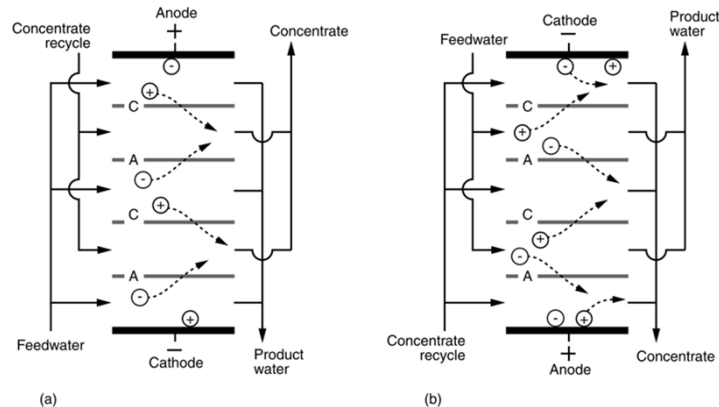 Anode
+
Concentrate
recycle
Concentrate
-
+
C
A
-
C
+
A
-
+
Feedwater
−
Cathode
Product
water
(a)
Cathode
−
Product
water
Feedwater
-
+
C
+
-
A
C
+
-
A
-
+
Concentrate
recycle
+
Anode
Concentrate
(b)